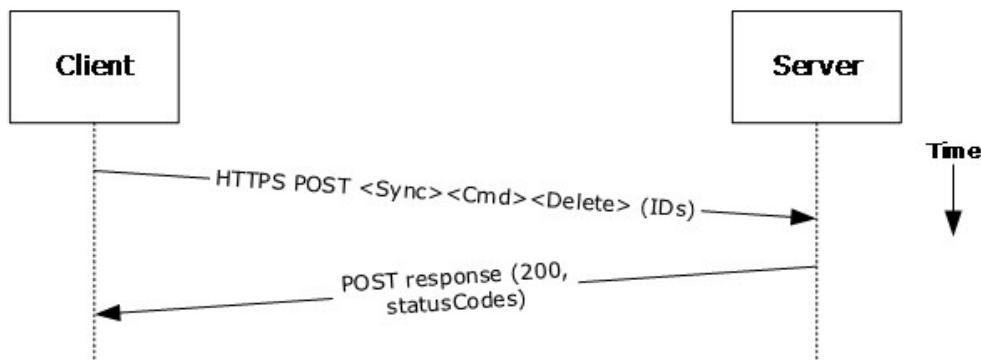 Client
Server
Time
HTTPS POST <Sync><Cmd><Delete> (IDs)
POST response (200,
statusCodes)